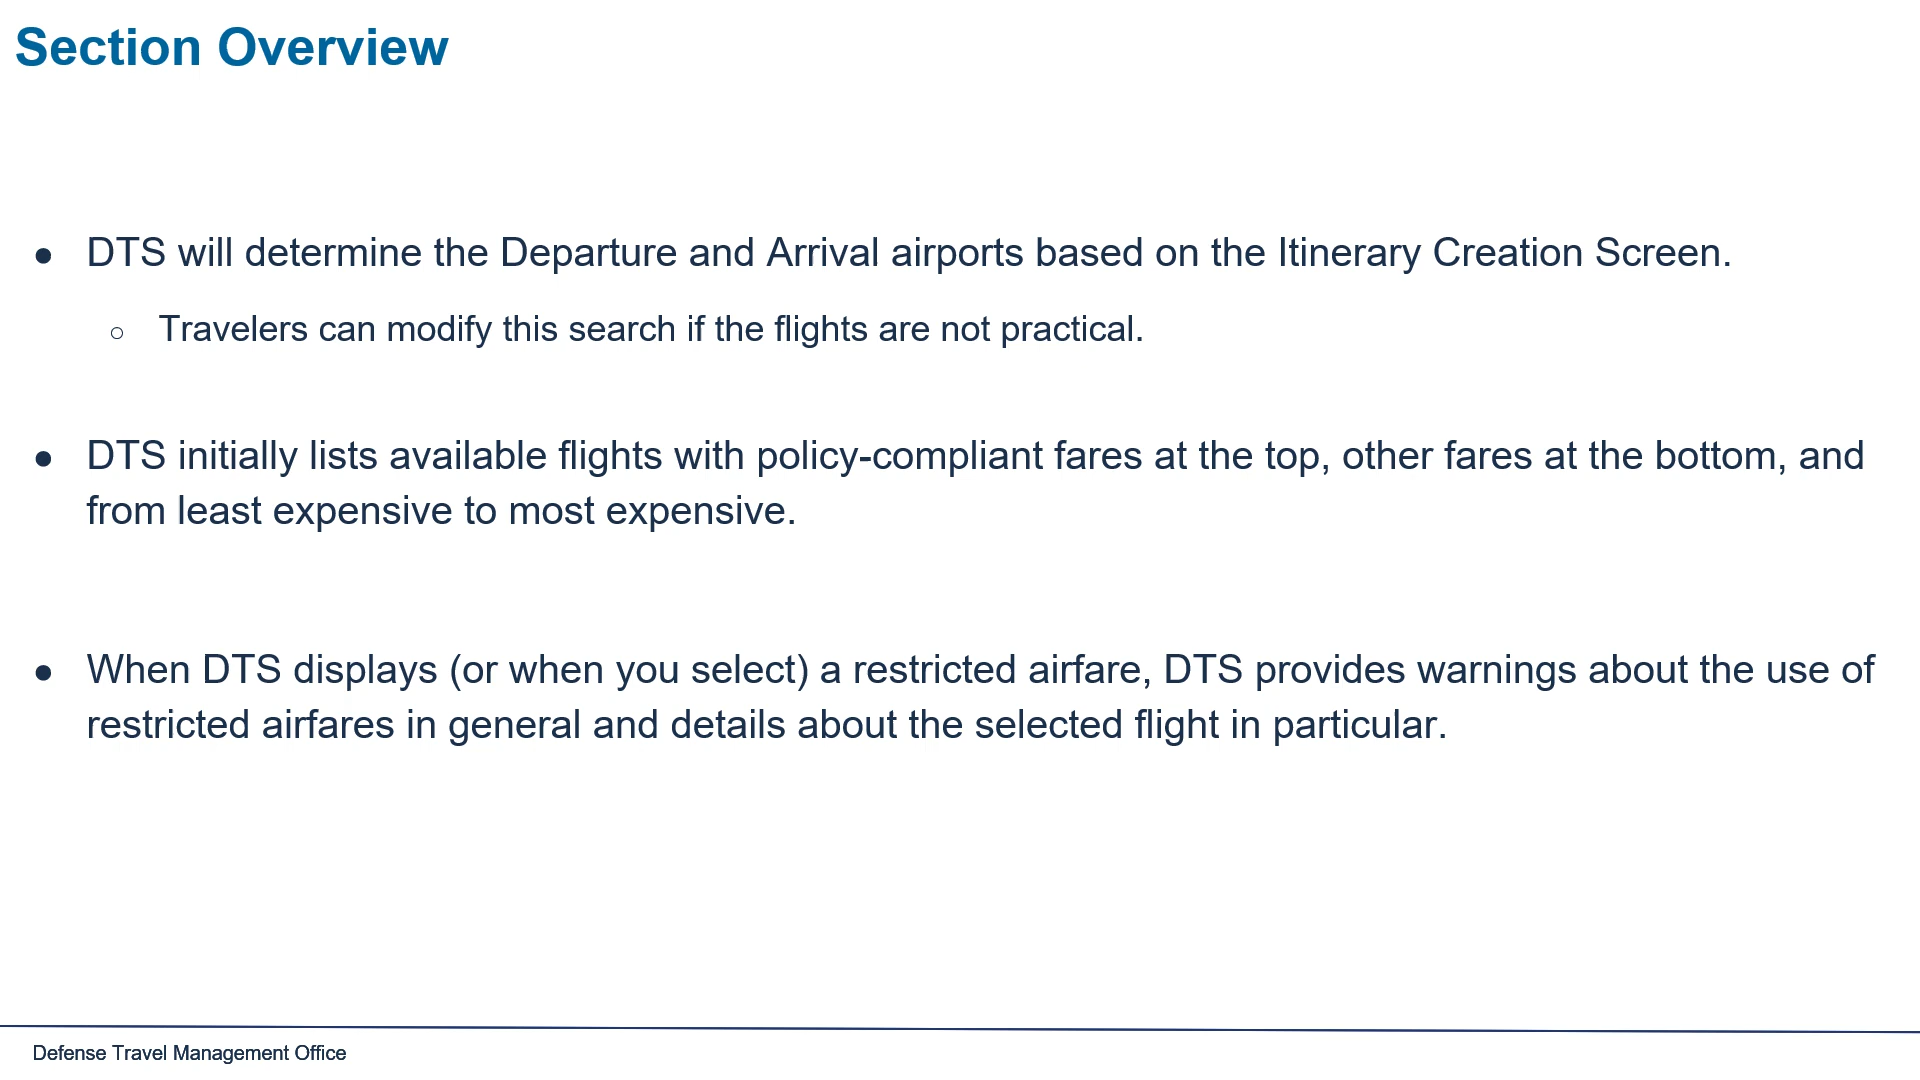 Section Overview
● DTS will determine the Departure and Arrival airports based on the Itinerary Creation Screen.
○ Travelers can modify this search if the flights are not practical.
● DTS initially lists available flights with policy-compliant fares at the top, other fares at the bottom, and
from least expensive to most expensive.
● When DTS displays (or when you select) a restricted airfare, DTS provides warnings about the use of
restricted airfares in general and details about the selected flight in particular.
Defense Travel Management Office